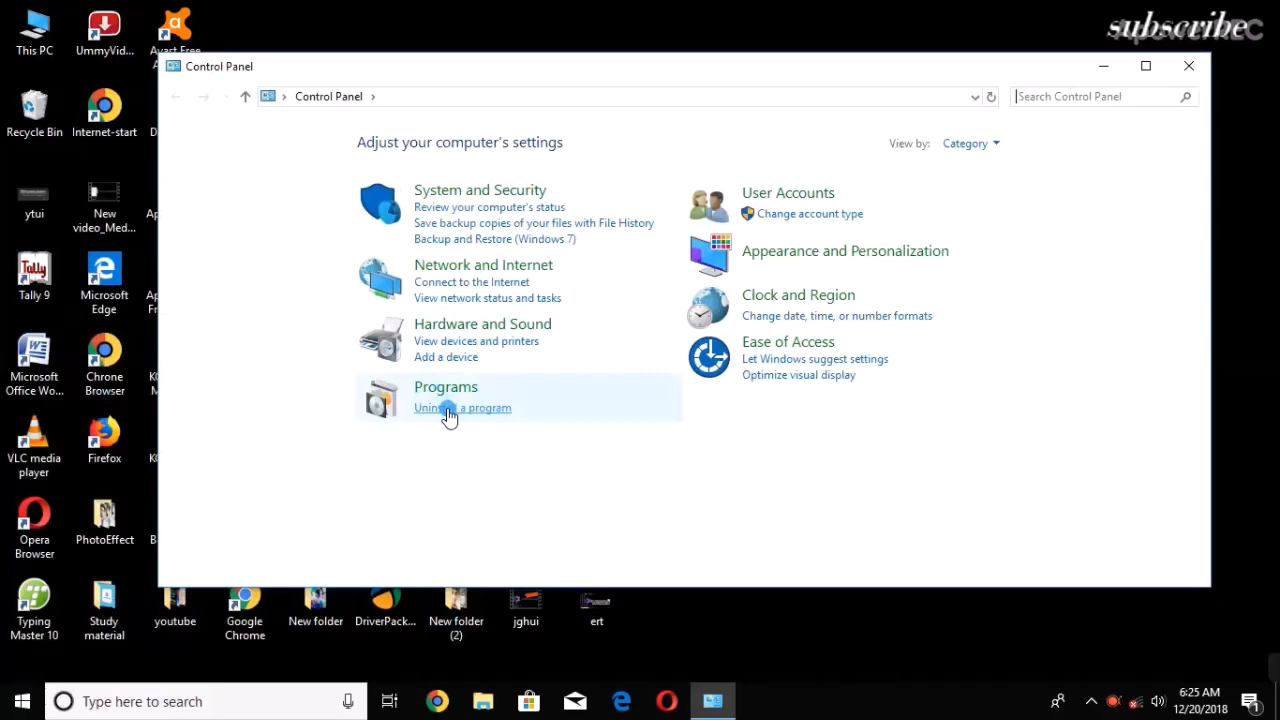 subscribe
This PC
UmmyVid...
Avast Free
Recycle Bin
Internet-start
ytui
New
video_Med...
Tally
Tally 9
Microsoft
Edge
Microsoft
Office Wo...
Chrome
Browser
VLC media
player
Firefox
Opera
Browser
PhotoEffect
Typing
Master 10
Study
material
youtube
Google
Chrome
New folder
DriverPack...
New folder
(2)
jghui
ert
Control Panel
Control Panel
Search Control Panel
Adjust your computer's settings
View by:
Category
System and Security
Review your computer's status
Save backup copies of your files with File History
Backup and Restore (Windows 7)
Network and Internet
Connect to the Internet
View network status and tasks
Hardware and Sound
View devices and printers
Add a device
Programs
Uninstall a program
User Accounts
Change account type
Appearance and Personalization
Clock and Region
Change date, time, or number formats
Ease of Access
Let Windows suggest settings
Optimize visual display
Type here to search
6:25 AM
12/20/2018
1